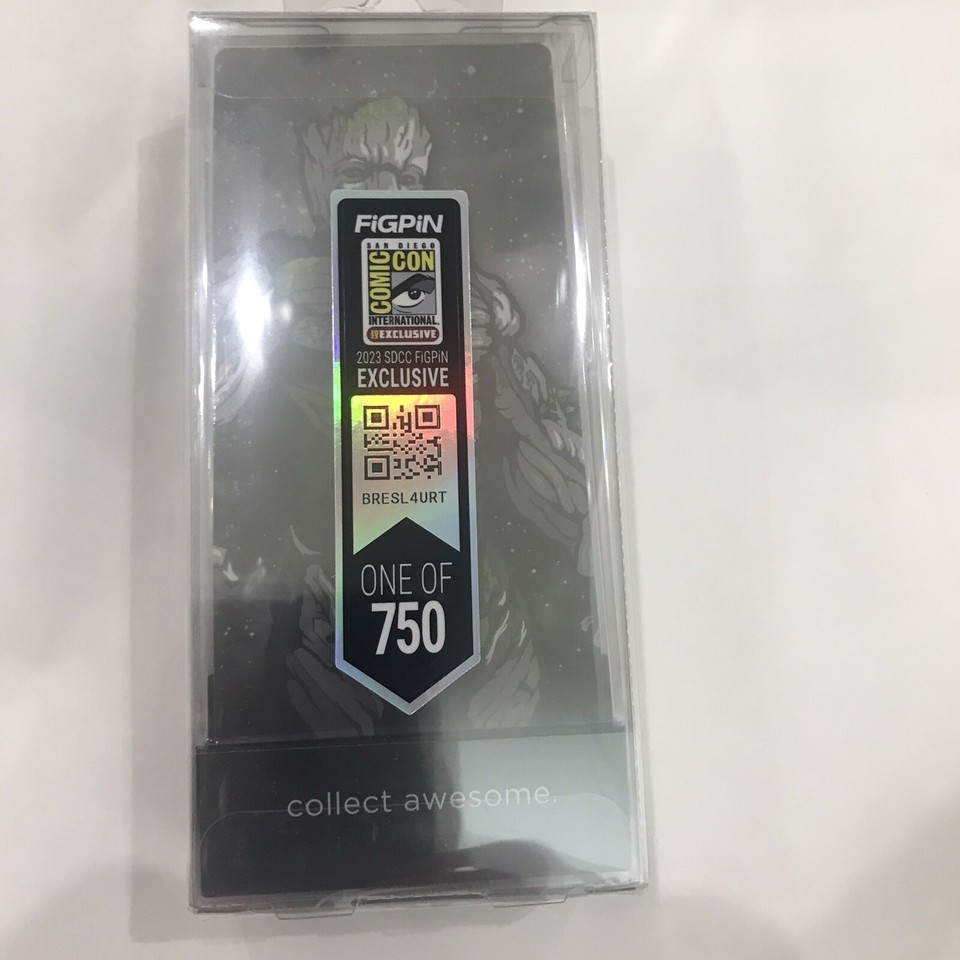 FiGPiN
SAN DIEGO
COMIC CON
INTERNATIONAL
EXCLUSIVE
2023 SDCC FiGPiN
EXCLUSIVE
BRESL4URT
ONE OF
750
collect awesome.